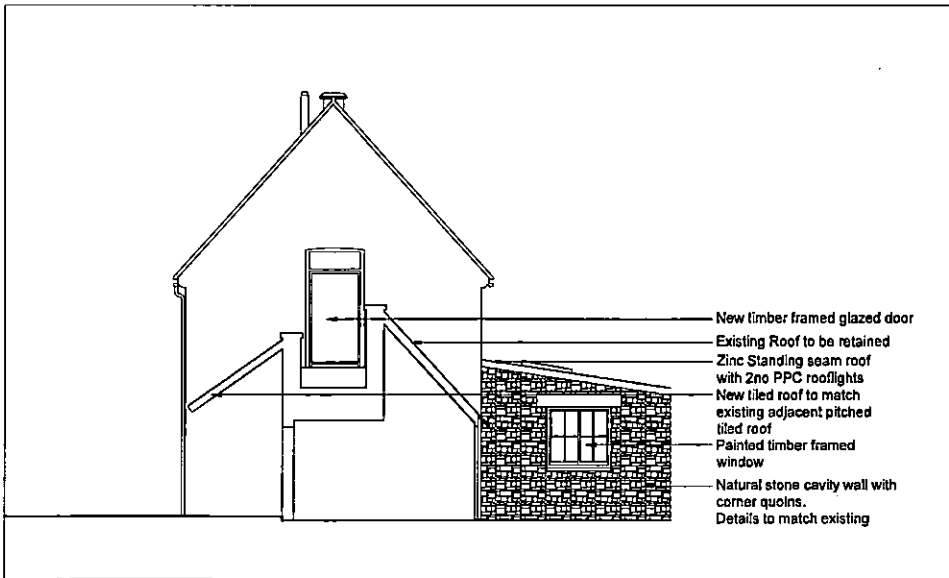 New timber framed glazed door
Existing Roof to be retained
Zinc Standing seam roof
with 2no PPC rooflights
New tiled roof to match
existing adjacent pitched
tiled roof
Painted timber framed
window
Natural stone cavity wall with
corner quoins.
Details to match existing